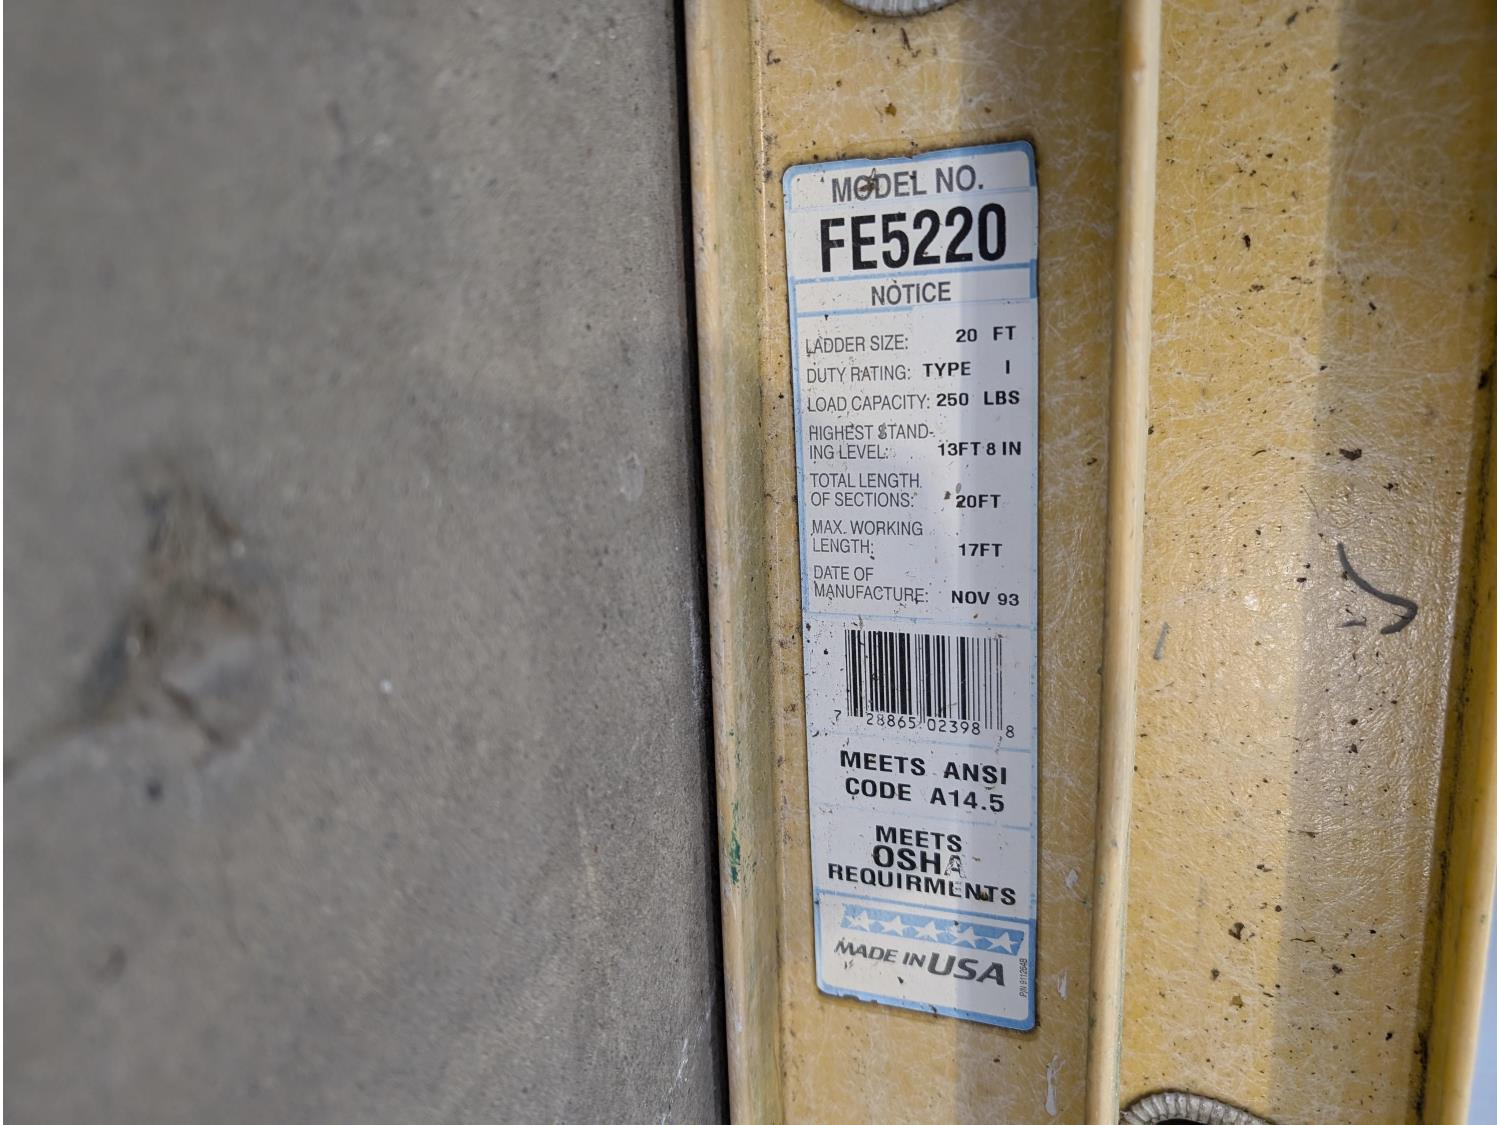 MODEL NO.
FE5220
NOTICE
LADDER SIZE: 20 FT
DUTY RATING: TYPE I
LOAD CAPACITY: 250 LBS
HIGHEST STAND-
ING LEVEL: 13FT 8 IN
TOTAL LENGTH
OF SECTIONS: 20FT
MAX. WORKING
LENGTH: 17FT
DATE OF
MANUFACTURE: NOV 93
7 28865 02398 8
MEETS ANSI
CODE A14.5
MEETS
OSHA
REQUIRMENTS
MADE IN USA
P/N 911264B